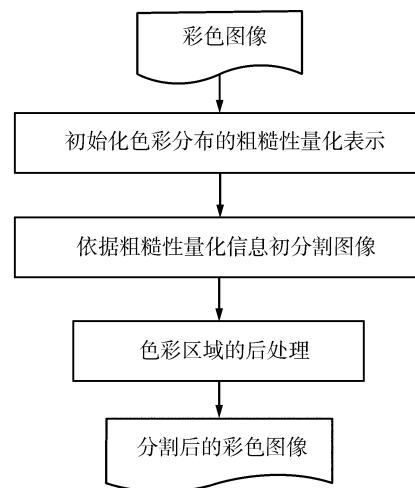 彩色图像
初始化色彩分布的粗糙性量化表示
依据粗糙性量化信息初分割图像
色彩区域的后处理
分割后的彩色图像